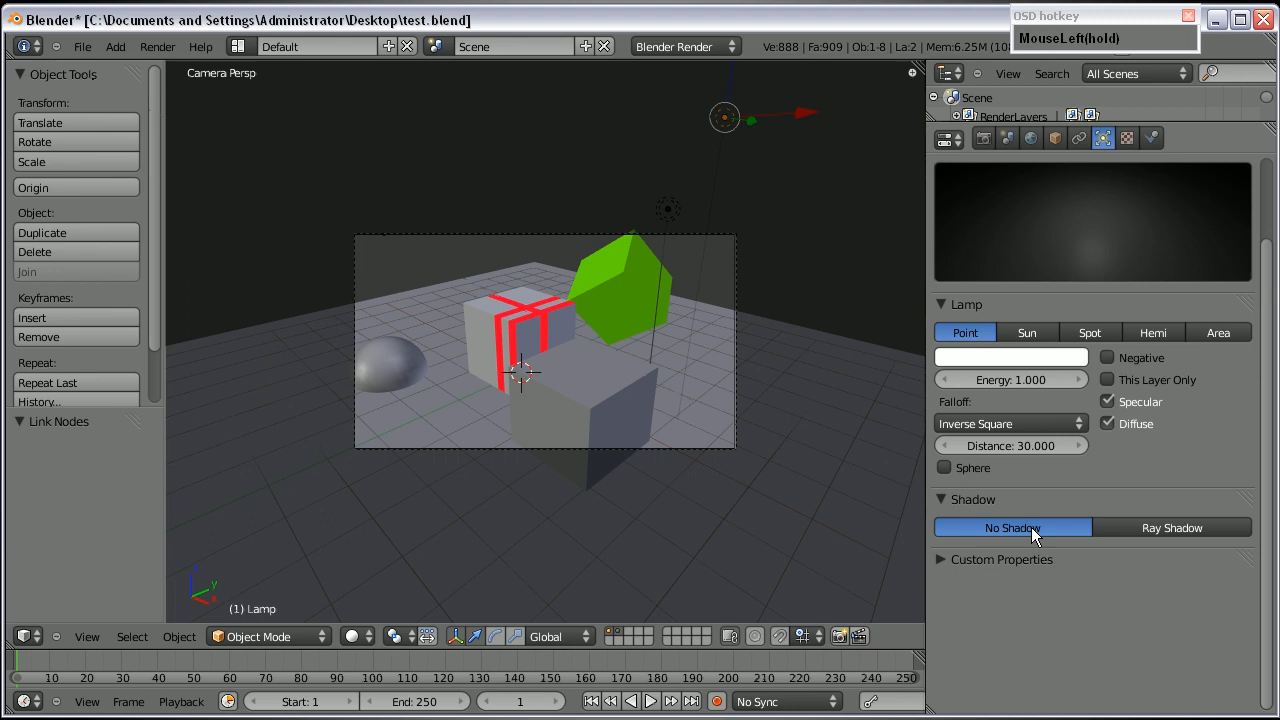 Blender* [C:\Documents and Settings\Administrator\Desktop\test.blend]
OSD hotkey
MouseLeft(hold)
File Add Render Help Default Scene Blender Render Ve:888 | Fa:909 | Ob:1-8 | La:2 | Mem:6.25M
Object Tools
Transform:
Translate
Rotate
Scale
Origin
Object:
Duplicate
Delete
Join
Keyframes:
Insert
Remove
Repeat:
Repeat Last
History...
Link Nodes
Camera Persp
(1) Lamp
View Select Object Object Mode Global
10 20 30 40 50 60 70 80 90 100 110 120 130 140 150 160 170 180 190 200 210 220 230 240 250
View Frame Playback Start: 1 End: 250 1 No Sync
View Search All Scenes
Scene
RenderLayers
Lamp
Point Sun Spot Hemi Area
Negative
Energy: 1.000 This Layer Only
Falloff: Specular
Inverse Square Diffuse
Distance: 30.000
Sphere
Shadow
No Shadow Ray Shadow
Custom Properties